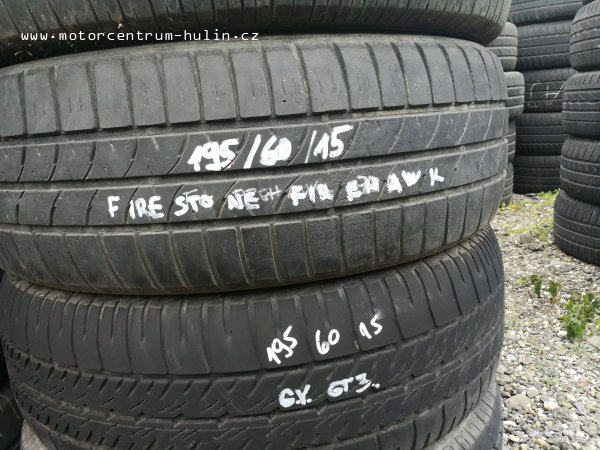 www.motorcentrum-hulin.cz
195/60/15
FIRESTONE FIREHAWK
195 60 15
GY GT3.